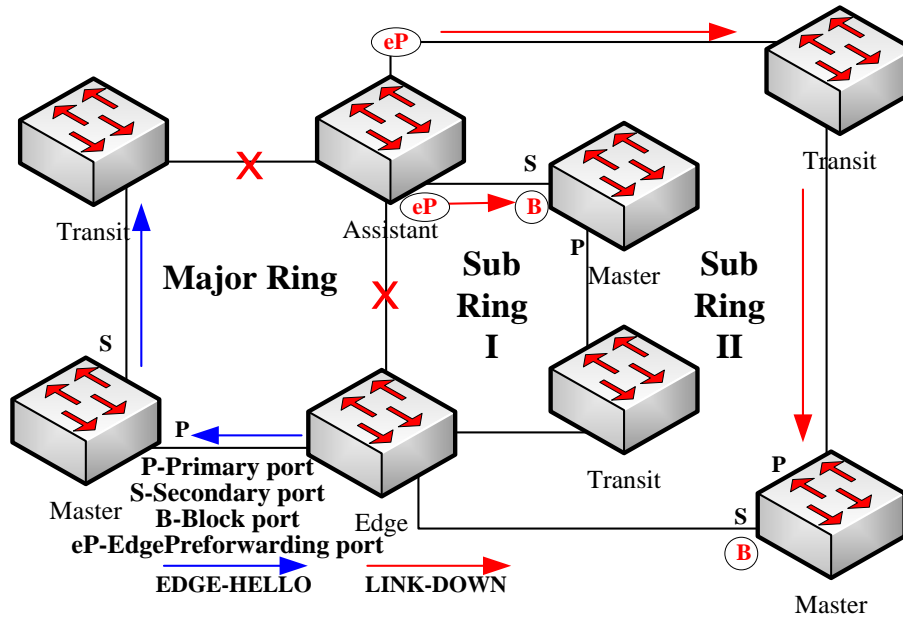 eP
Transit
S
Transit
Assistant
eP
B
P
Master
Major Ring
Sub
Ring
I
Sub
Ring
II
X
X
S
P
Master
P-Primary port
S-Secondary port
B-Block port
eP-EdgePreforwarding port
Edge
Transit
P
S
B
Master
EDGE-HELLO
LINK-DOWN